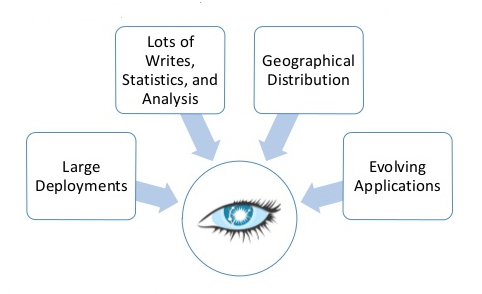 Lots of
Writes,
Statistics, and
Analysis
Geographical
Distribution
Large
Deployments
Evolving
Applications